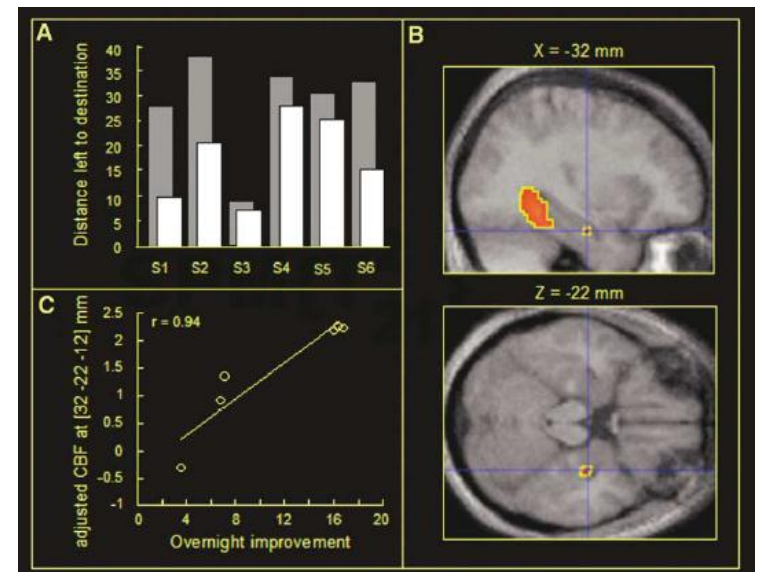 A
Distance left to destination
40
35
30
25
20
15
10
5
0
S1 S2 S3 S4 S5 S6
B
X = -32 mm
Z = -22 mm
C
adjusted CBF at [32 -22 -12] mm
r = 0.94
2.5
2
1.5
1
0.5
0
-0.5
-1
0 4 8 12 16 20
Overnight improvement